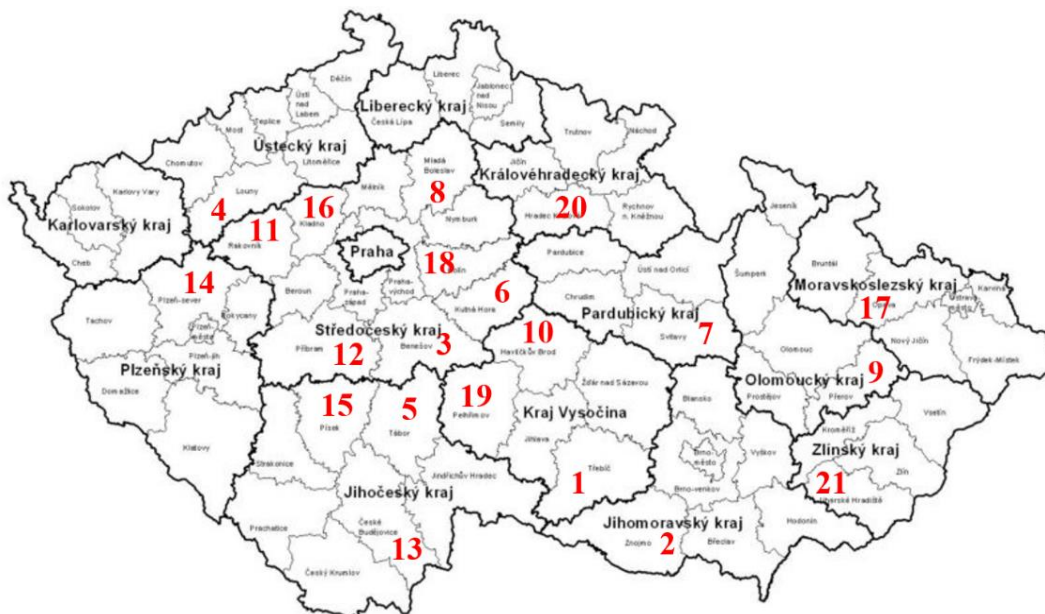 Děčín
Liberec
Ústí
nad
Labem
Jablonec
nad
Nisou
Liberecký kraj
Teplice
Česká Lípa
Semily
Most
Trutnov
Náchod
Ústecký kraj
Chomutov
Litoměřice
Mladá
Boleslav
Jičín
Královéhradecký kraj
Karlovy Vary
Louny
Mělník
8
20
Sokolov
4
16
Nymburk
Rychnov
n. Kněžnou
Jeseník
Karlovarský kraj
11
Kladno
Rakovník
Praha
Cheb
18
Pardubice
Bruntál
14
Ústí nad Orlicí
Šumperk
Moravskoslezský kraj
Karviná
Plzeň-sever
Beroun
Praha-
západ
Praha-
východ
6
Chrudim
17
Opava
Ostrava
město
Rokycany
Kutná Hora
Pardubický kraj
Tachov
Plzeň-
město
Středočeský kraj
10
7
Svitavy
Nový Jičín
Příbram
12
3
Benešov
Havlíčkův Brod
Olomouc
Frýdek-Místek
Plzeň-jih
Plzeňský kraj
9
Olomoucký kraj
Domažlice
19
Žďár nad Sázavou
Prostějov
Přerov
15
5
Pelhřimov
Kraj Vysočina
Blansko
Vsetín
Písek
Tábor
Kroměříž
Klatovy
Jihlava
Brno-
město
Vyškov
Zlínský kraj
Strakonice
Třebíč
Zlín
Jindřichův Hradec
1
Brno-venkov
21
Uherské Hradiště
Jihočeský kraj
Prachatice
České
Budějovice
Jihomoravský kraj
Hodonín
13
Znojmo
2
Břeclav
Český Krumlov